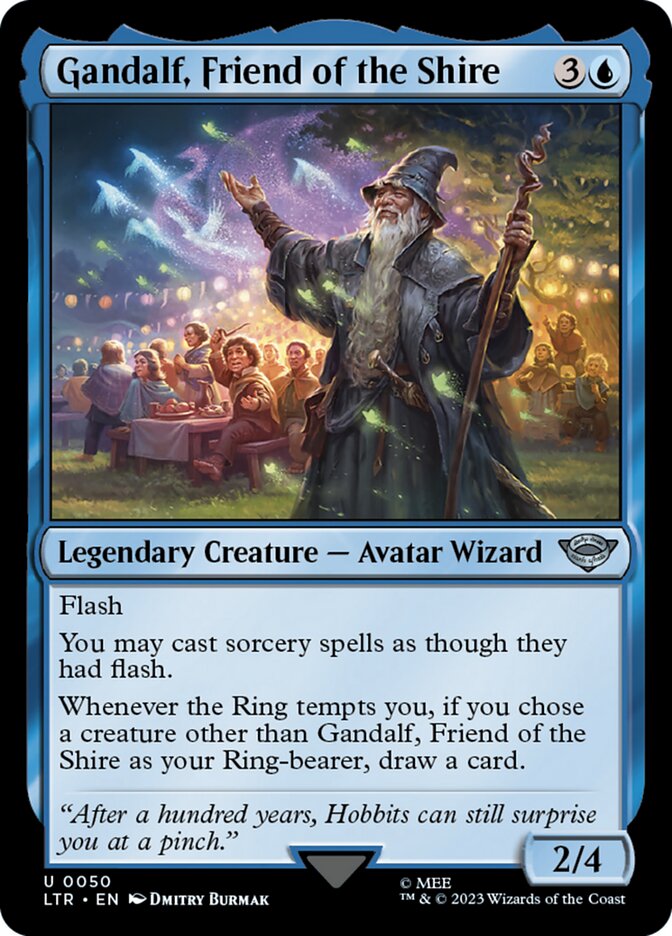 Gandalf, Friend of the Shire 3
Legendary Creature — Avatar Wizard
Flash
You may cast sorcery spells as though they
had flash.
Whenever the Ring tempts you, if you chose
a creature other than Gandalf, Friend of the
Shire as your Ring-bearer, draw a card.
“After a hundred years, Hobbits can still surprise
you at a pinch.”
2/4
U 0050
LTR • EN Dmitry Burmak
© MEE
™ & © 2023 Wizards of the Coast